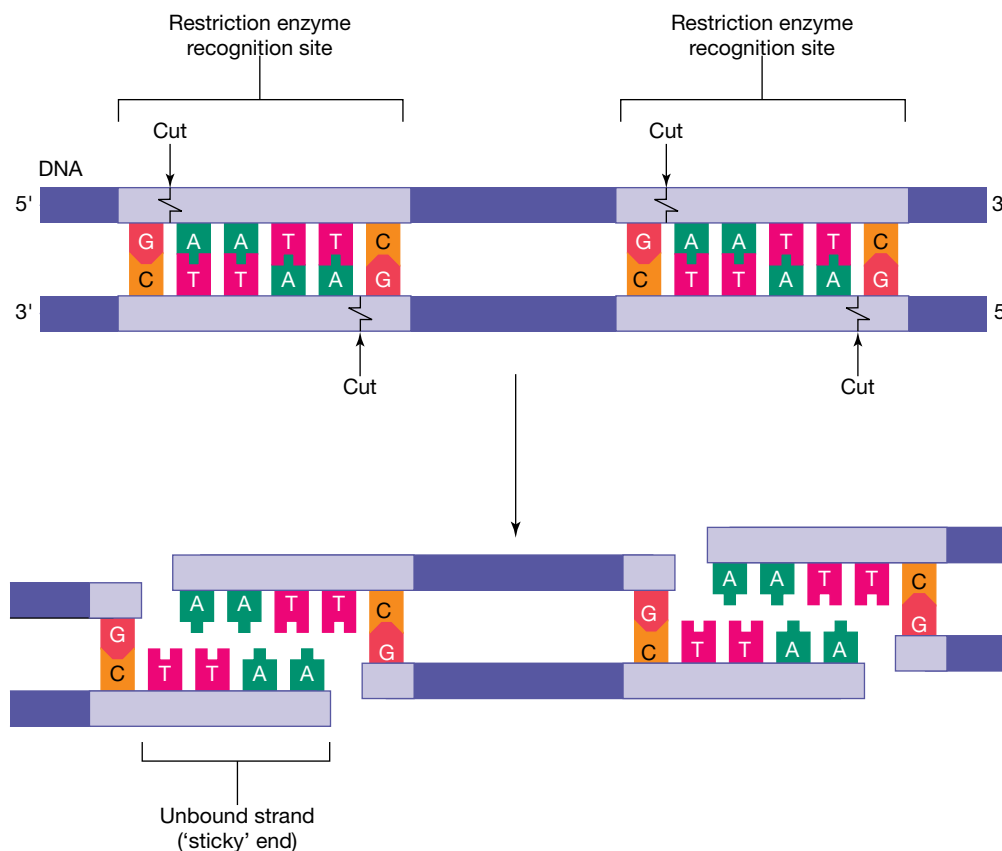 Restriction enzyme
recognition site
Restriction enzyme
recognition site
Cut
Cut
DNA
5'
3'
G A A T T C
G A A T T C
C T T A A G
C T T A A G
3'
5'
Cut
Cut
A A T T C
A A T T C
G
G
G
G
C T T A A
C T T A A
Unbound strand
(‘sticky’ end)